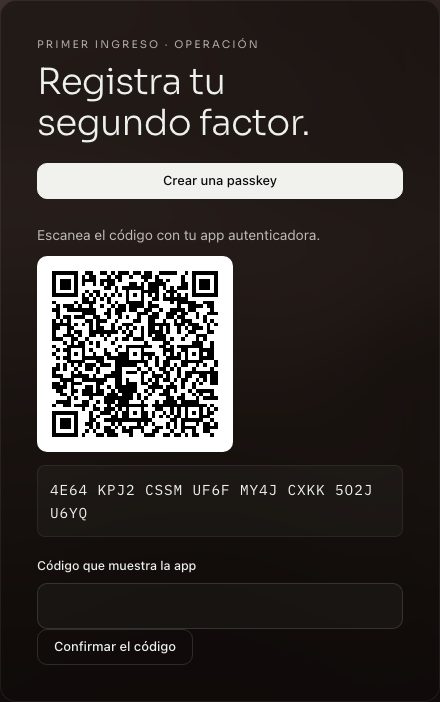 PRIMER INGRESO · OPERACIÓN
Registra tu
segundo factor.
Crear una passkey
Escanea el código con tu app autenticadora.
4E64 KPJ2 CSSM UF6F MY4J CXKK 5O2J
U6YQ
Código que muestra la app
Confirmar el código